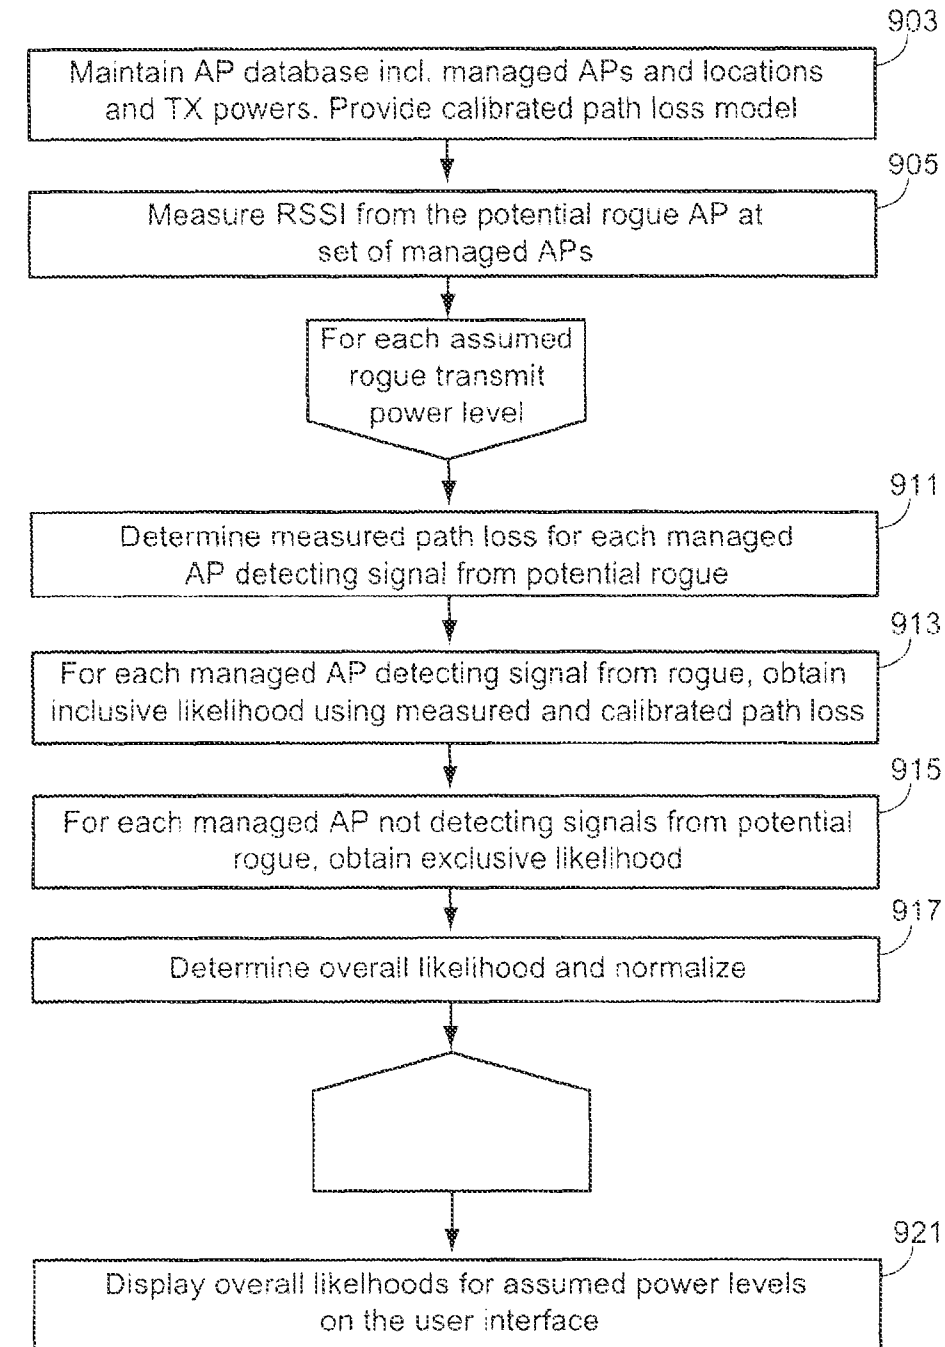 903
Maintain AP database incl. managed APs and locations
and TX powers. Provide calibrated path loss model
905
Measure RSSI from the potential rogue AP at
set of managed APs
For each assumed
rogue transmit
power level
911
Determine measured path loss for each managed
AP detecting signal from potential rogue
913
For each managed AP detecting signal from rogue, obtain
inclusive likelihood using measured and calibrated path loss
915
For each managed AP not detecting signals from potential
rogue, obtain exclusive likelihood
917
Determine overall likelihood and normalize
921
Display overall likelhoods for assumed power levels
on the user interface